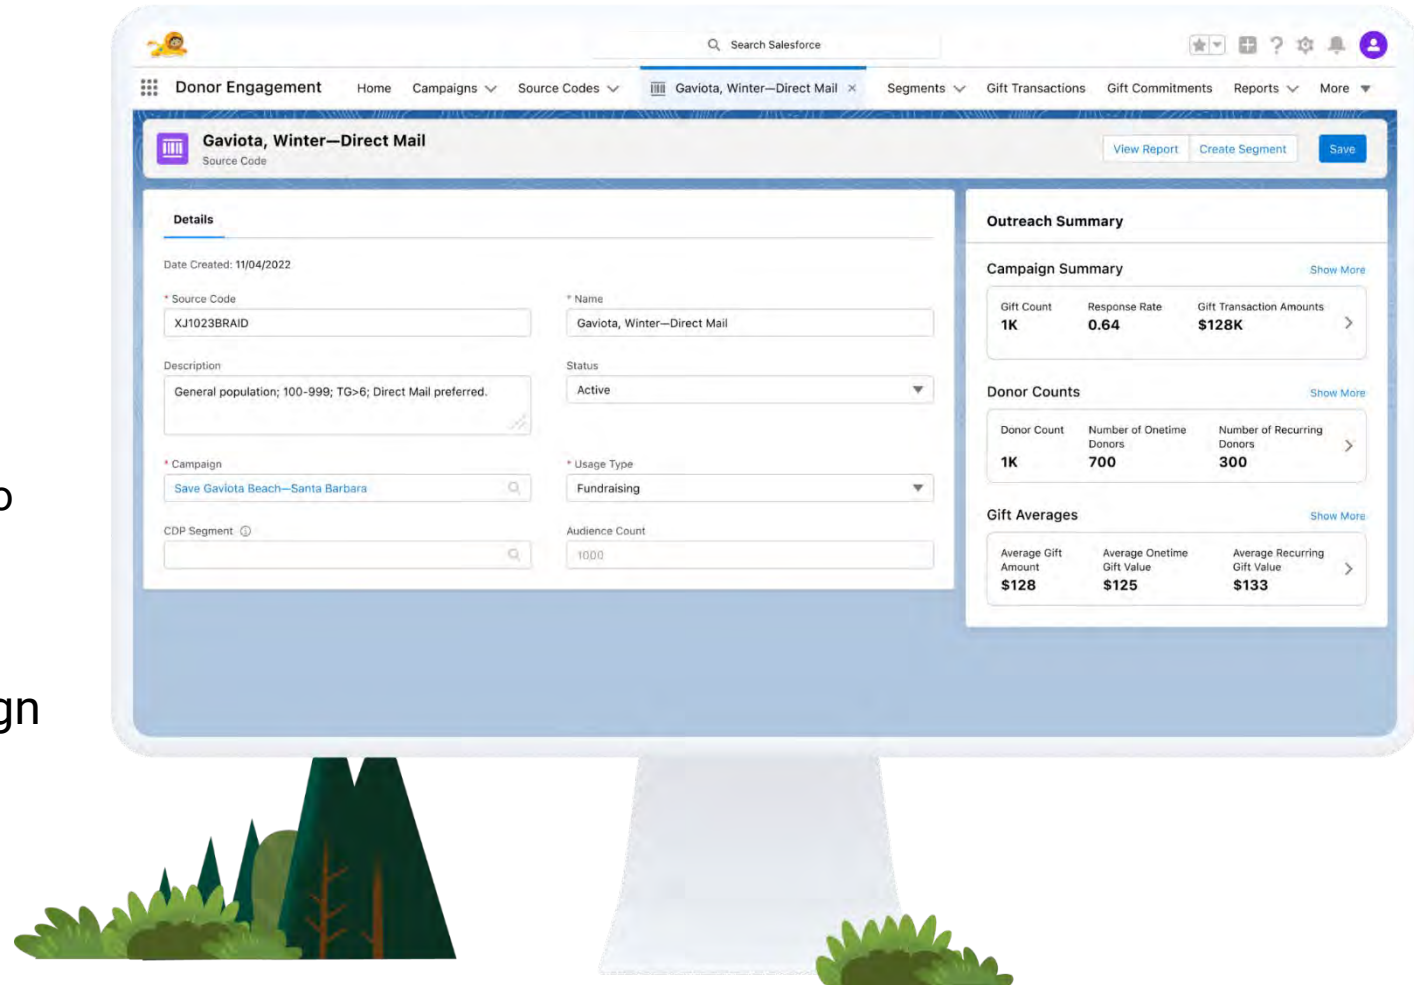 Search Salesforce
Donor Engagement Home Campaigns Source Codes Gaviota, Winter—Direct Mail × Segments Gift Transactions Gift Commitments Reports More
Gaviota, Winter—Direct Mail
Source Code
View Report Create Segment Save
Details
Date Created: 11/04/2022
* Source Code
XJ1023BRAID
* Name
Gaviota, Winter—Direct Mail
Description
General population; 100-999; TG>6; Direct Mail preferred.
Status
Active
* Campaign
Save Gaviota Beach—Santa Barbara
* Usage Type
Fundraising
CDP Segment
Audience Count
Outreach Summary
Campaign Summary Show More
Gift Count Response Rate Gift Transaction Amounts
1K 0.64 $128K
Donor Counts Show More
Donor Count Number of Onetime Donors Number of Recurring Donors
1K 700 300
Gift Averages Show More
Average Gift Amount Average Onetime Gift Value Average Recurring Gift Value
$128 $125 $133
gn